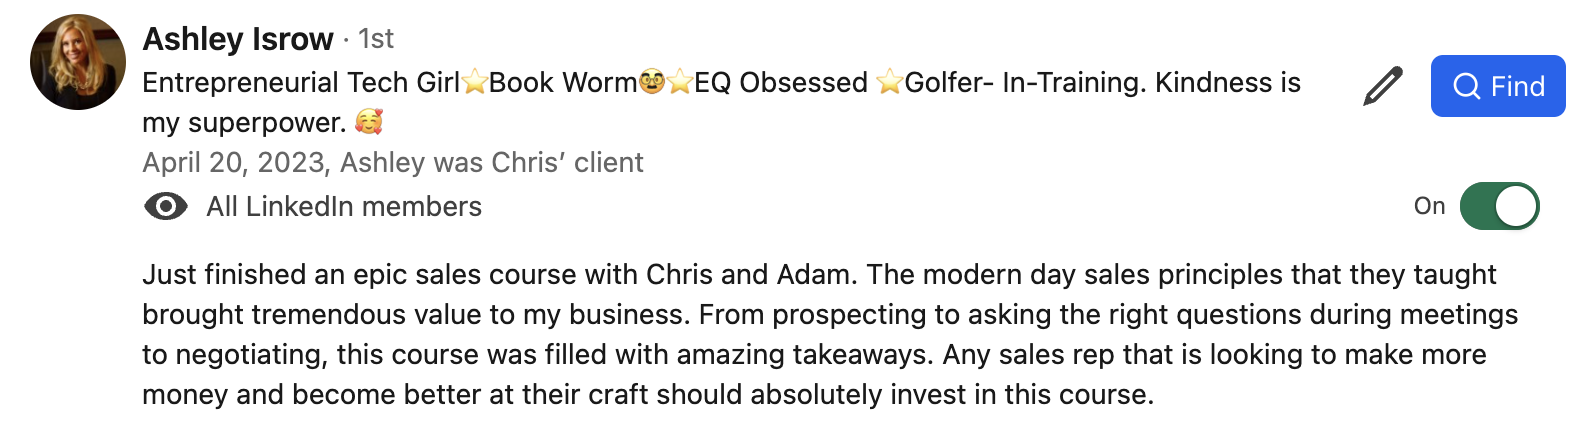 Ashley Isrow · 1st
Entrepreneurial Tech Girl⭐Book Worm🥸⭐EQ Obsessed ⭐Golfer- In-Training. Kindness is
my superpower. 🥰
Find
April 20, 2023, Ashley was Chris’ client
All LinkedIn members
On
Just finished an epic sales course with Chris and Adam. The modern day sales principles that they taught
brought tremendous value to my business. From prospecting to asking the right questions during meetings
to negotiating, this course was filled with amazing takeaways. Any sales rep that is looking to make more
money and become better at their craft should absolutely invest in this course.